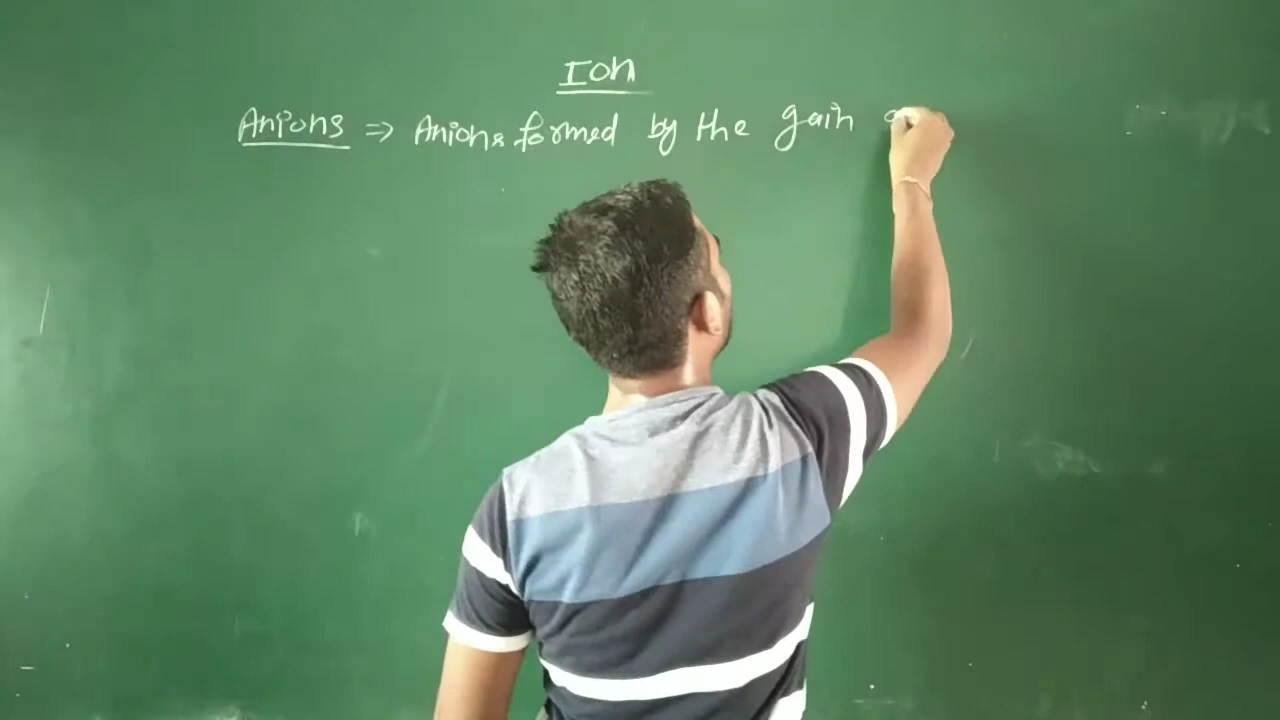 Ion
Anions ⇒ Anions formed by the gain